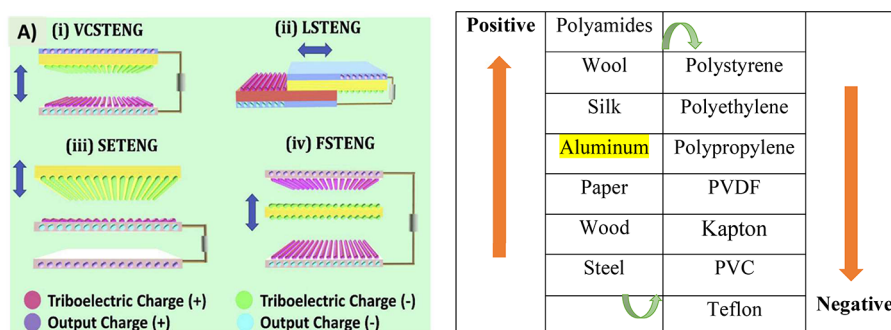 A)
(i) VCSTENG
(ii) LSTENG
(iii) SETENG
(iv) FSTENG
Triboelectric Charge (+)
Triboelectric Charge (-)
Output Charge (+)
Output Charge (-)
Positive
Polyamides
Wool
Polystyrene
Silk
Polyethylene
Aluminum
Polypropylene
Paper
PVDF
Wood
Kapton
Steel
PVC
Teflon
Negative